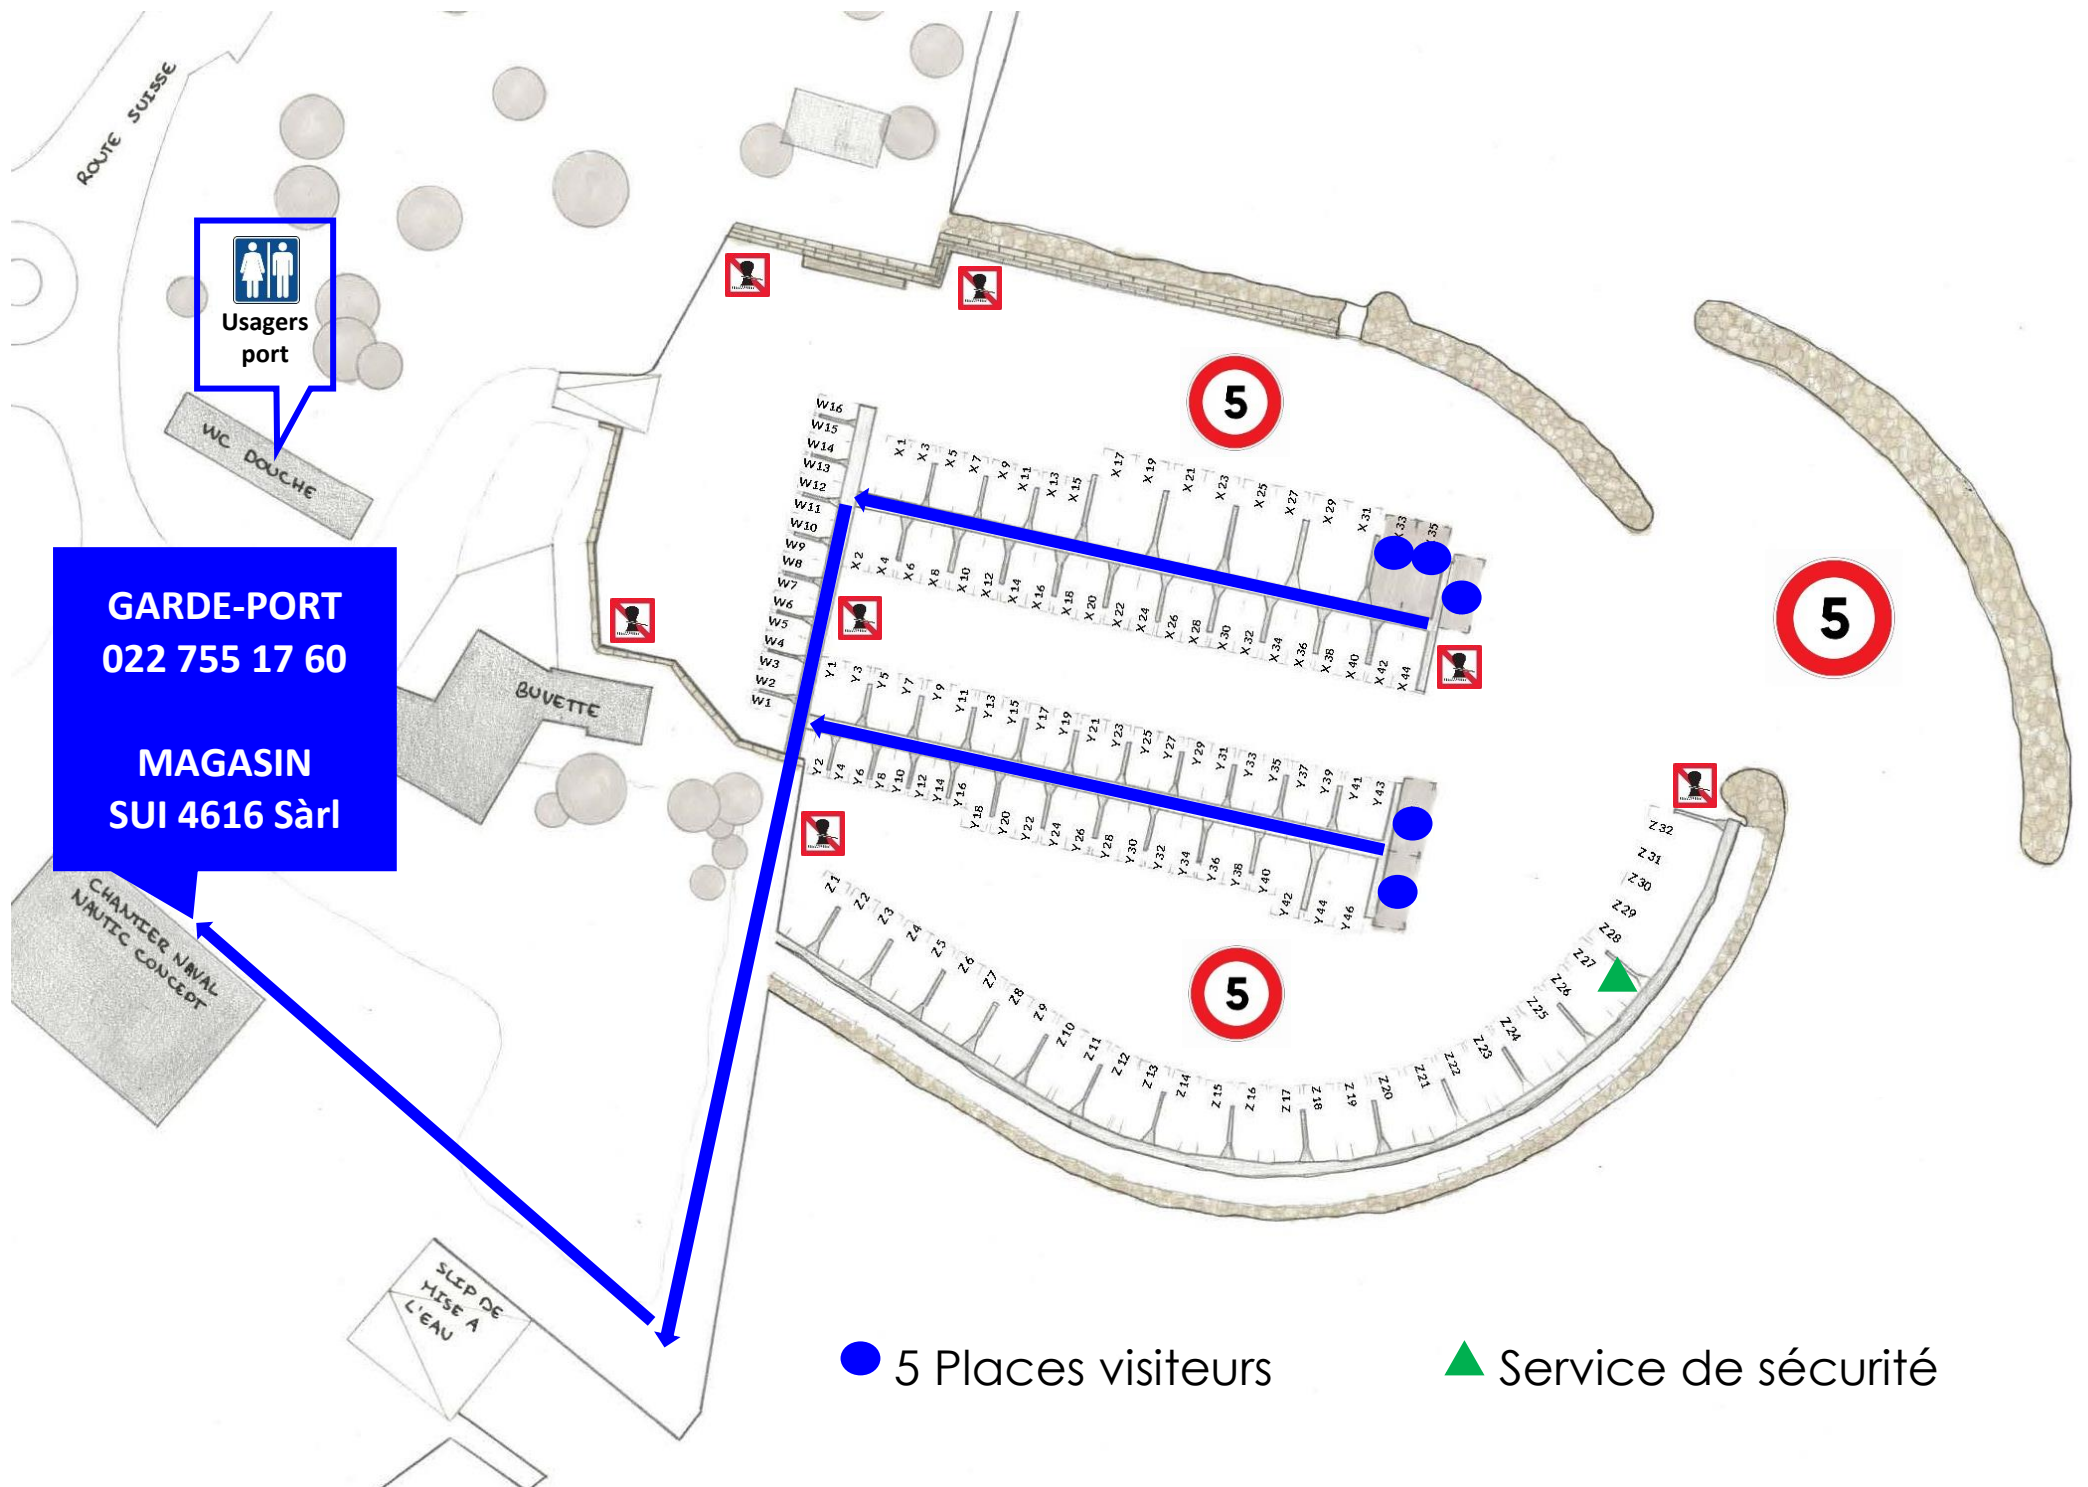 ROUTE SUISSE
Usagers
port
WC DOUCHE
GARDE-PORT
022 755 17 60
MAGASIN
SUI 4616 Sàrl
BUVETTE
CHANTIER NAVAL
NAUTIC CONCEPT
SLIP DE
MISE A
L'EAU
5
5
5
W16
W15
W14
W13
W12
W11
W10
W9
W8
W7
W6
W5
W4
W3
W2
W1
X1
X3
X5
X7
X9
X11
X13
X15
X17
X19
X21
X23
X25
X27
X29
X31
X33
X35
X2
X4
X6
X8
X10
X12
X14
X16
X18
X20
X22
X24
X26
X28
X30
X32
X34
X36
X38
X40
X42
X44
Y1
Y3
Y5
Y7
Y9
Y11
Y13
Y15
Y17
Y19
Y21
Y23
Y25
Y27
Y29
Y31
Y33
Y35
Y37
Y39
Y41
Y43
Y2
Y4
Y6
Y8
Y10
Y12
Y14
Y16
Y18
Y20
Y22
Y24
Y26
Y28
Y30
Y32
Y34
Y36
Y38
Y40
Y42
Y44
Y46
Z1
Z2
Z3
Z4
Z5
Z6
Z7
Z8
Z9
Z10
Z11
Z12
Z13
Z14
Z15
Z16
Z17
Z18
Z19
Z20
Z21
Z22
Z23
Z24
Z25
Z26
Z27
Z28
Z29
Z30
Z31
Z32
5 Places visiteurs
Service de sécurité